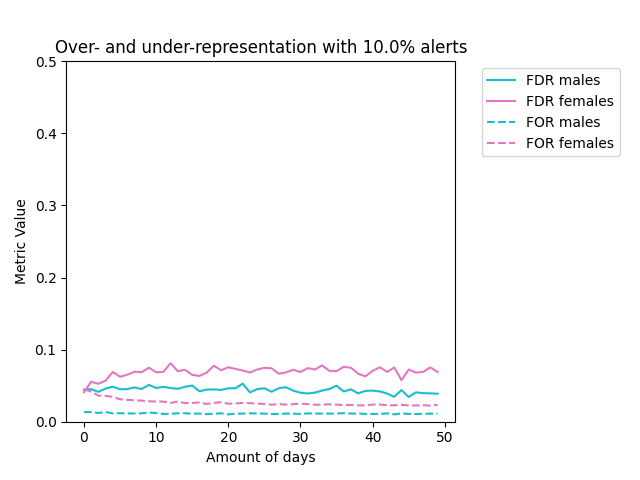 Over- and under-representation with 10.0% alerts
0.5
0.4
0.3
0.2
0.1
0.0
Metric Value
0 10 20 30 40 50
Amount of days
FDR males
FDR females
FOR males
FOR females